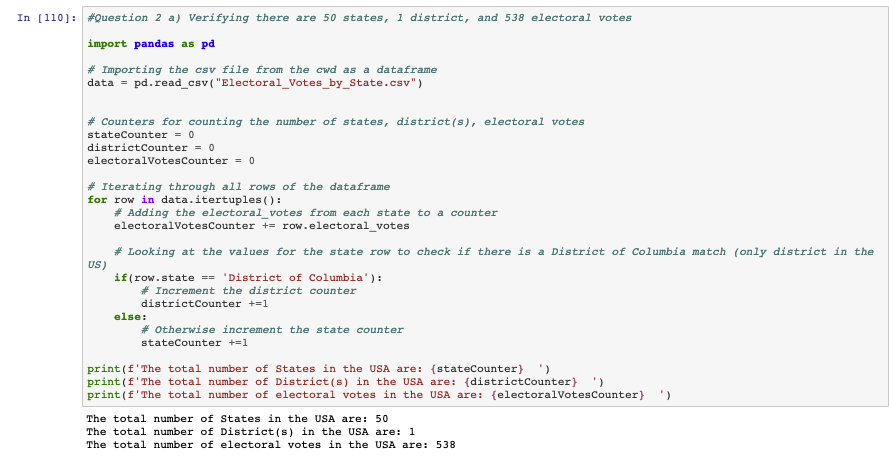 In [110]: #Question 2 a) Verifying there are 50 states, 1 district, and 538 electoral votes
import pandas as pd
# Importing the csv file from the cwd as a dataframe
data = pd.read_csv("Electoral_Votes_by_State.csv")
# Counters for counting the number of states, district(s), electoral votes
stateCounter = 0
districtCounter = 0
electoralVotesCounter = 0
# Iterating through all rows of the dataframe
for row in data.itertuples():
    # Adding the electoral_votes from each state to a counter
    electoralVotesCounter += row.electoral_votes
    # Looking at the values for the state row to check if there is a District of Columbia match (only district in the
US)
    if(row.state == 'District of Columbia'):
        # Increment the district counter
        districtCounter +=1
    else:
        # Otherwise increment the state counter
        stateCounter +=1
print(f'The total number of States in the USA are: {stateCounter}  ')
print(f'The total number of District(s) in the USA are: {districtCounter}  ')
print(f'The total number of electoral votes in the USA are: {electoralVotesCounter}  ')
The total number of States in the USA are: 50
The total number of District(s) in the USA are: 1
The total number of electoral votes in the USA are: 538